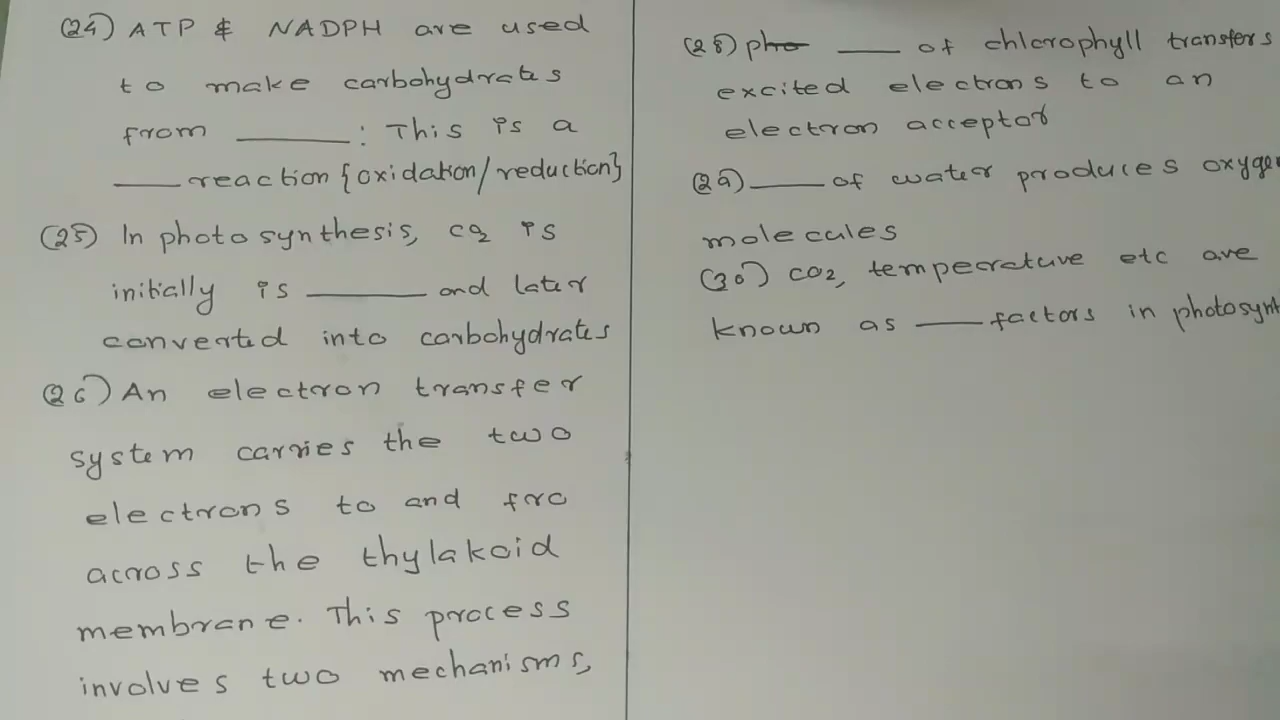 (24) ATP & NADPH are used
to make carbohydrates
from ______: This is a
____ reaction {oxidation/reduction}
(25) In photosynthesis, CO2 is
initially is ______ and later
converted into carbohydrates
(26) An electron transfer
system carries the two
electrons to and fro
across the thylakoid
membrane. This process
involves two mechanisms,
(28) pho ____ of chlorophyll transfers
excited electrons to an
electron acceptor
(29) ____ of water produces oxygen
molecules
(30) CO2, temperature etc are
known as ____ factors in photosynt